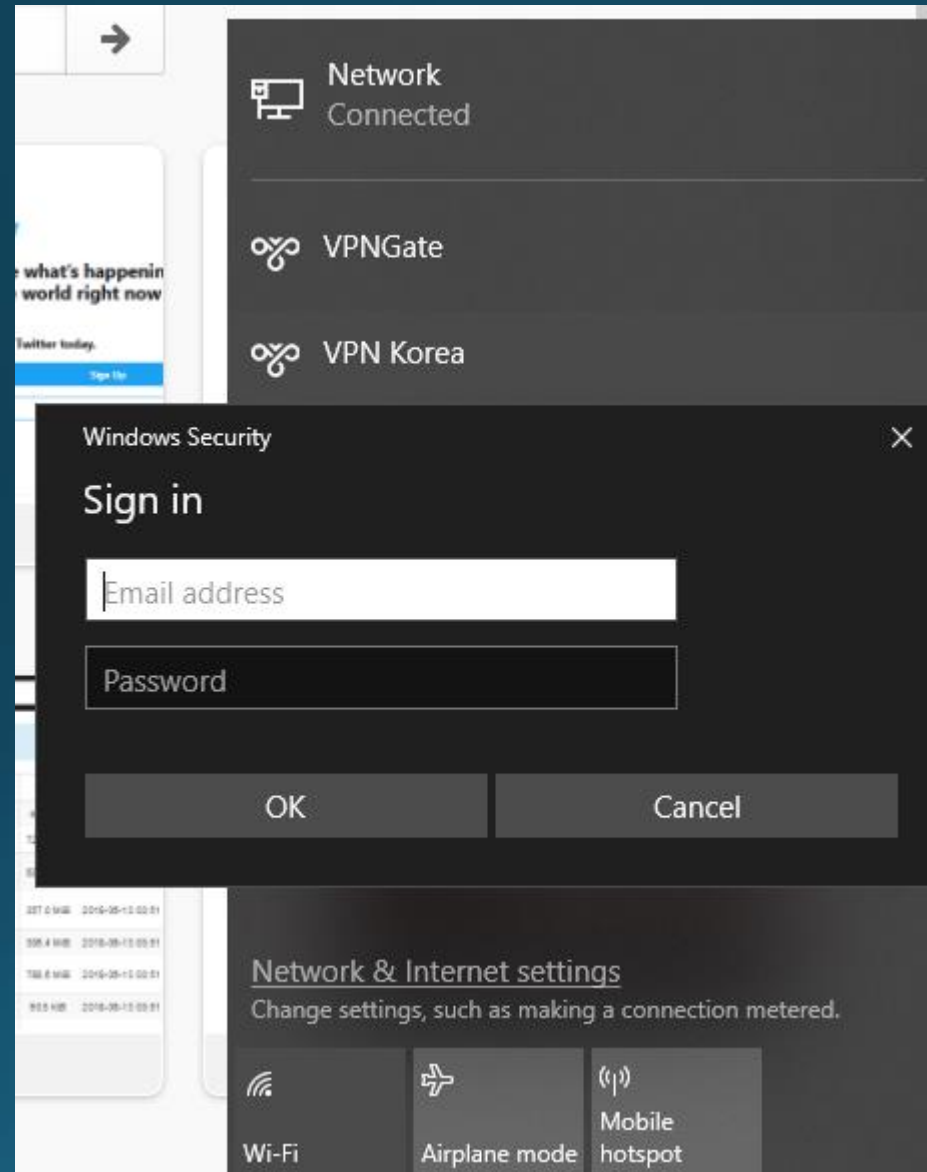 Network
Connected
VPNGate
what's happenin
world right now
Twitter today.
Sign Up
VPN Korea
Windows Security
Sign in
Email address
Password
OK
Cancel
Network & Internet settings
Change settings, such as making a connection metered.
Wi-Fi
Airplane mode
Mobile
hotspot